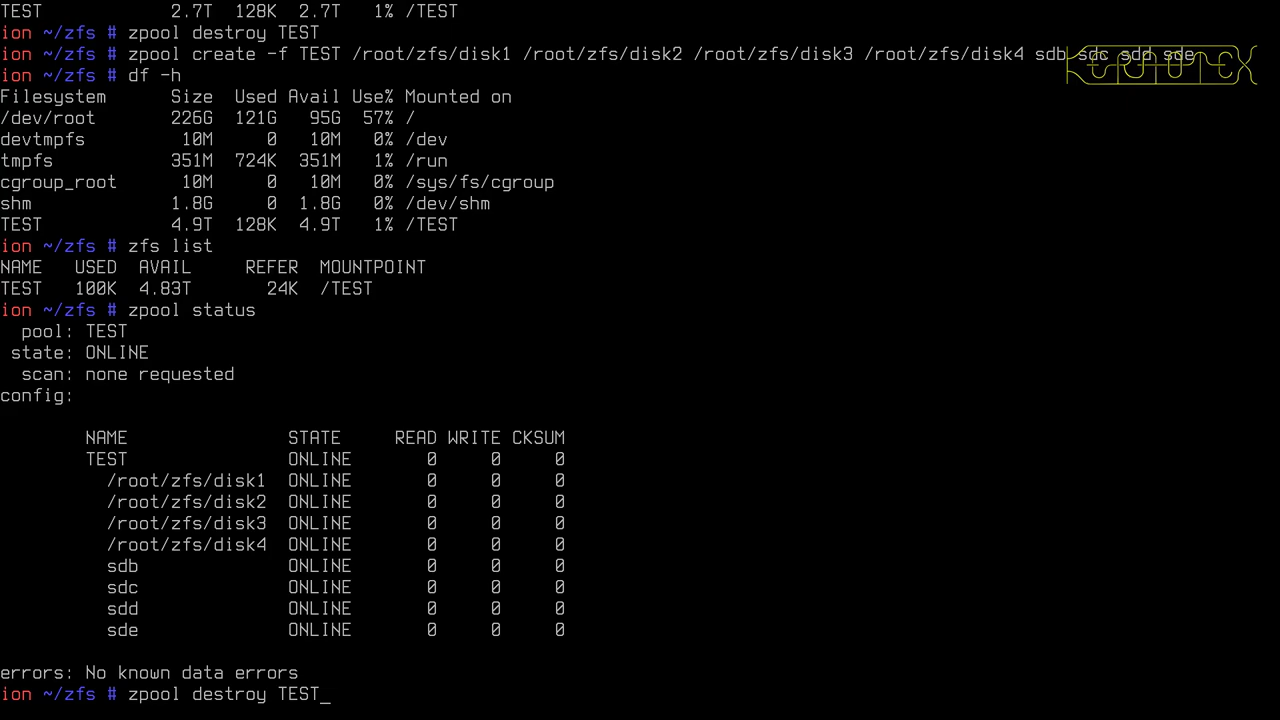 TEST            2.7T  128K  2.7T   1% /TEST
ion ~/zfs # zpool destroy TEST
ion ~/zfs # zpool create -f TEST /root/zfs/disk1 /root/zfs/disk2 /root/zfs/disk3 /root/zfs/disk4 sdb sdc sdd sde
ion ~/zfs # df -h
Filesystem      Size  Used Avail Use% Mounted on
/dev/root       226G  121G   95G  57% /
devtmpfs         10M     0   10M   0% /dev
tmpfs           351M  724K  351M   1% /run
cgroup_root      10M     0   10M   0% /sys/fs/cgroup
shm             1.8G     0  1.8G   0% /dev/shm
TEST            4.9T  128K  4.9T   1% /TEST
ion ~/zfs # zfs list
NAME   USED  AVAIL     REFER  MOUNTPOINT
TEST   100K  4.83T       24K  /TEST
ion ~/zfs # zpool status
  pool: TEST
 state: ONLINE
  scan: none requested
config:
        NAME               STATE     READ WRITE CKSUM
        TEST               ONLINE       0     0     0
          /root/zfs/disk1  ONLINE       0     0     0
          /root/zfs/disk2  ONLINE       0     0     0
          /root/zfs/disk3  ONLINE       0     0     0
          /root/zfs/disk4  ONLINE       0     0     0
          sdb              ONLINE       0     0     0
          sdc              ONLINE       0     0     0
          sdd              ONLINE       0     0     0
          sde              ONLINE       0     0     0
errors: No known data errors
ion ~/zfs # zpool destroy TEST_